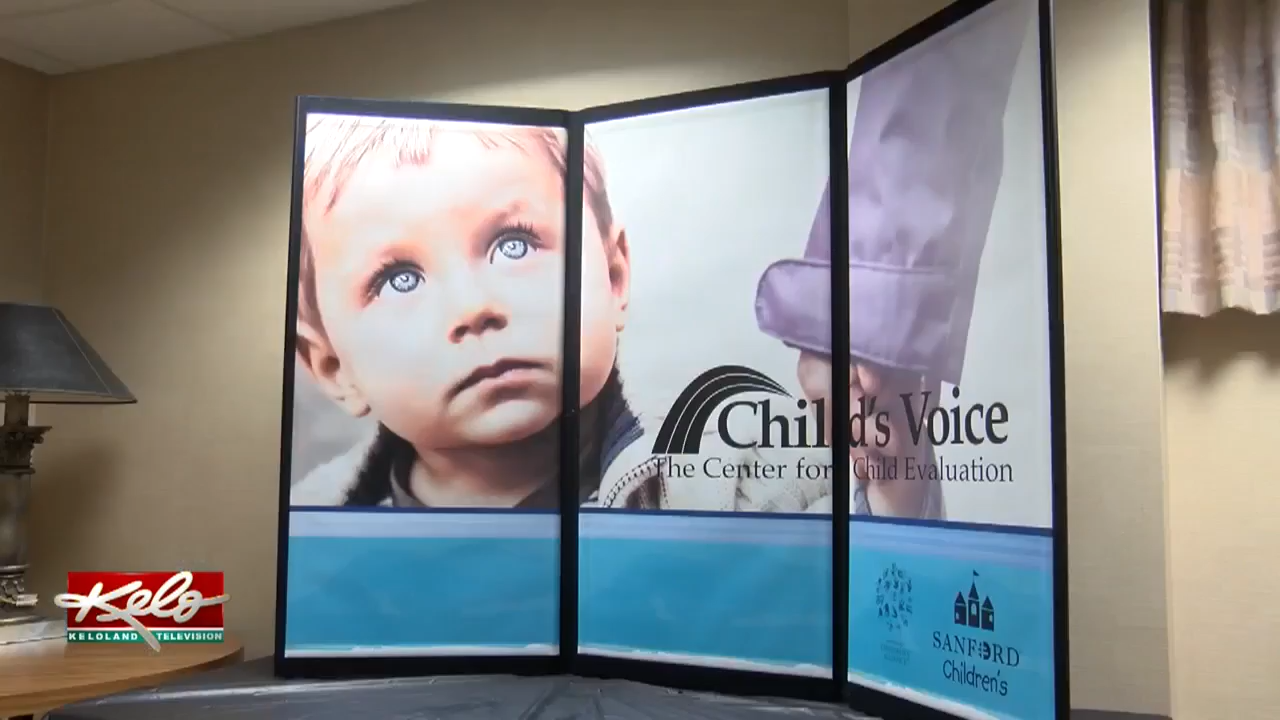 Child's Voice
The Center for Child Evaluation
SANFORD
Children's
Kelo
KELOLAND TELEVISION